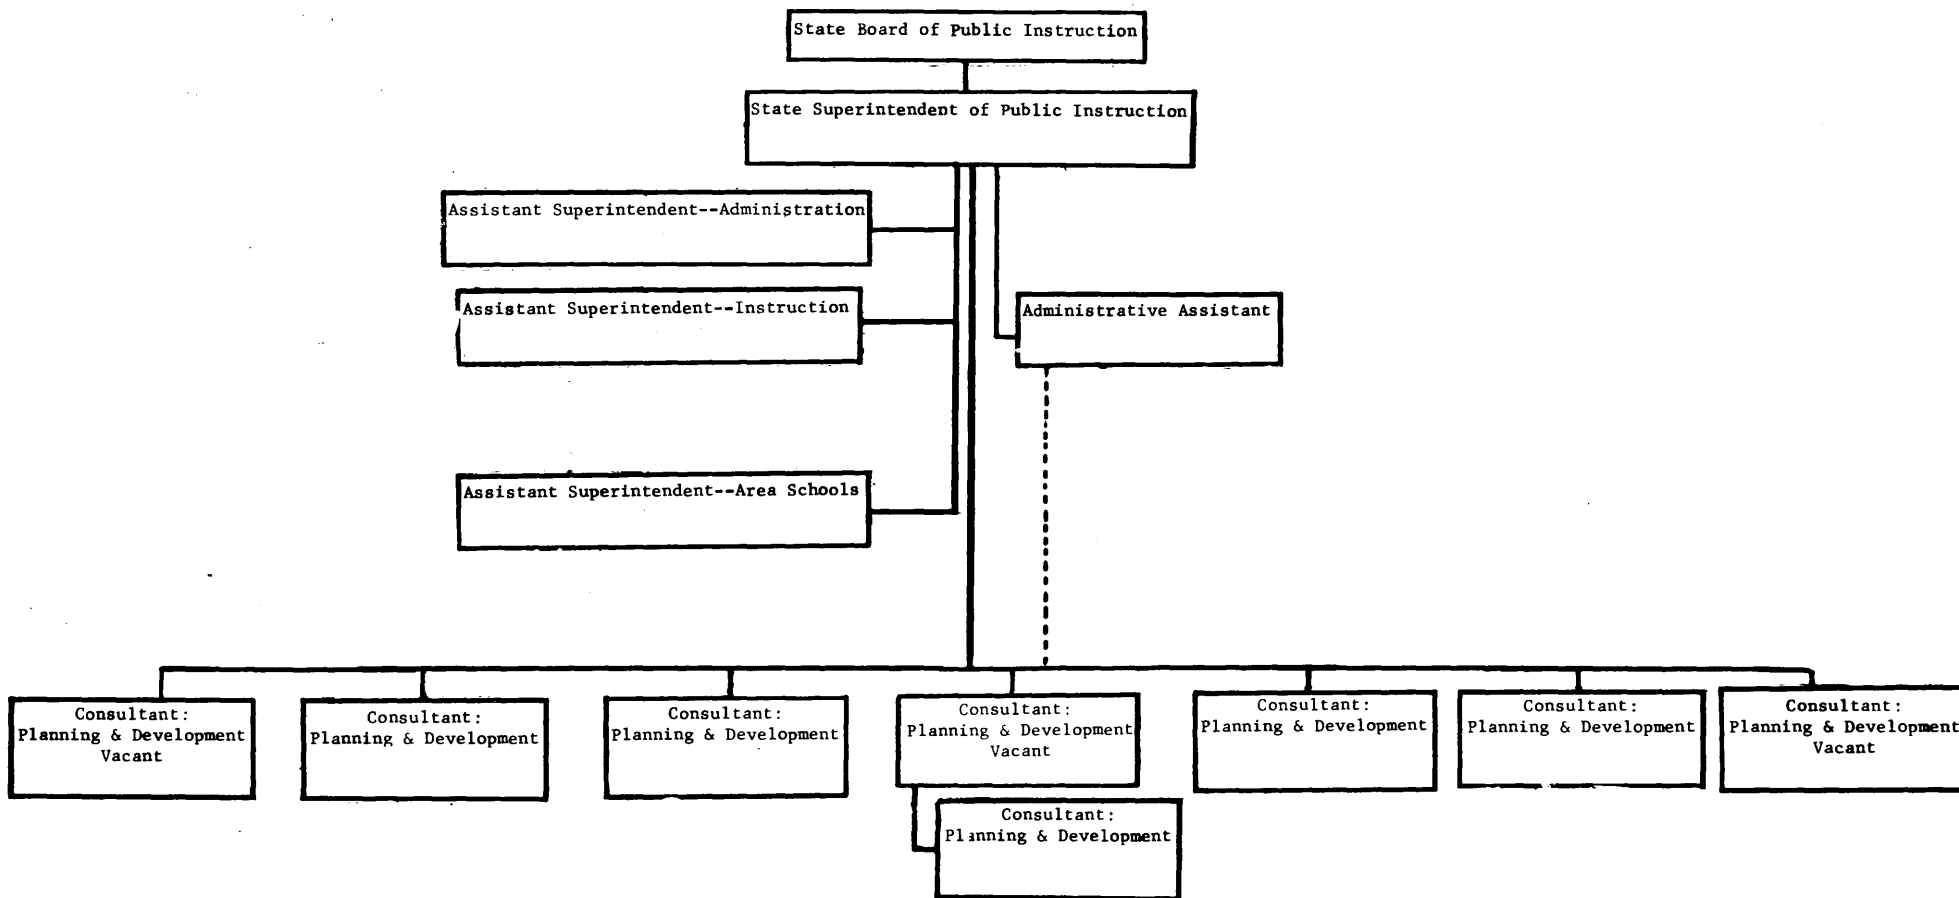 State Board of Public Instruction
State Superintendent of Public Instruction
Assistant Superintendent--Administration
Assistant Superintendent--Instruction
Administrative Assistant
Assistant Superintendent--Area Schools
Consultant:
Planning & Development
Vacant
Consultant:
Planning & Development
Consultant:
Planning & Development
Consultant:
Planning & Development
Vacant
Consultant:
Planning & Development
Consultant:
Planning & Development
Consultant:
Planning & Development
Vacant
Consultant:
Planning & Development